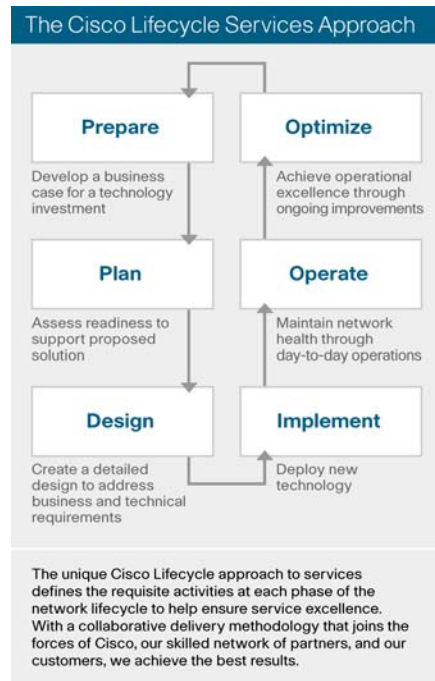 The Cisco Lifecycle Services Approach
Prepare
Develop a business
case for a technology
investment
Plan
Assess readiness to
support proposed
solution
Design
Create a detailed
design to address
business and technical
requirements
Implement
Deploy new
technology
Operate
Maintain network
health through
day-to-day operations
Optimize
Achieve operational
excellence through
ongoing improvements
The unique Cisco Lifecycle approach to services
defines the requisite activities at each phase of the
network lifecycle to help ensure service excellence.
With a collaborative delivery methodology that joins the
forces of Cisco, our skilled network of partners, and our
customers, we achieve the best results.